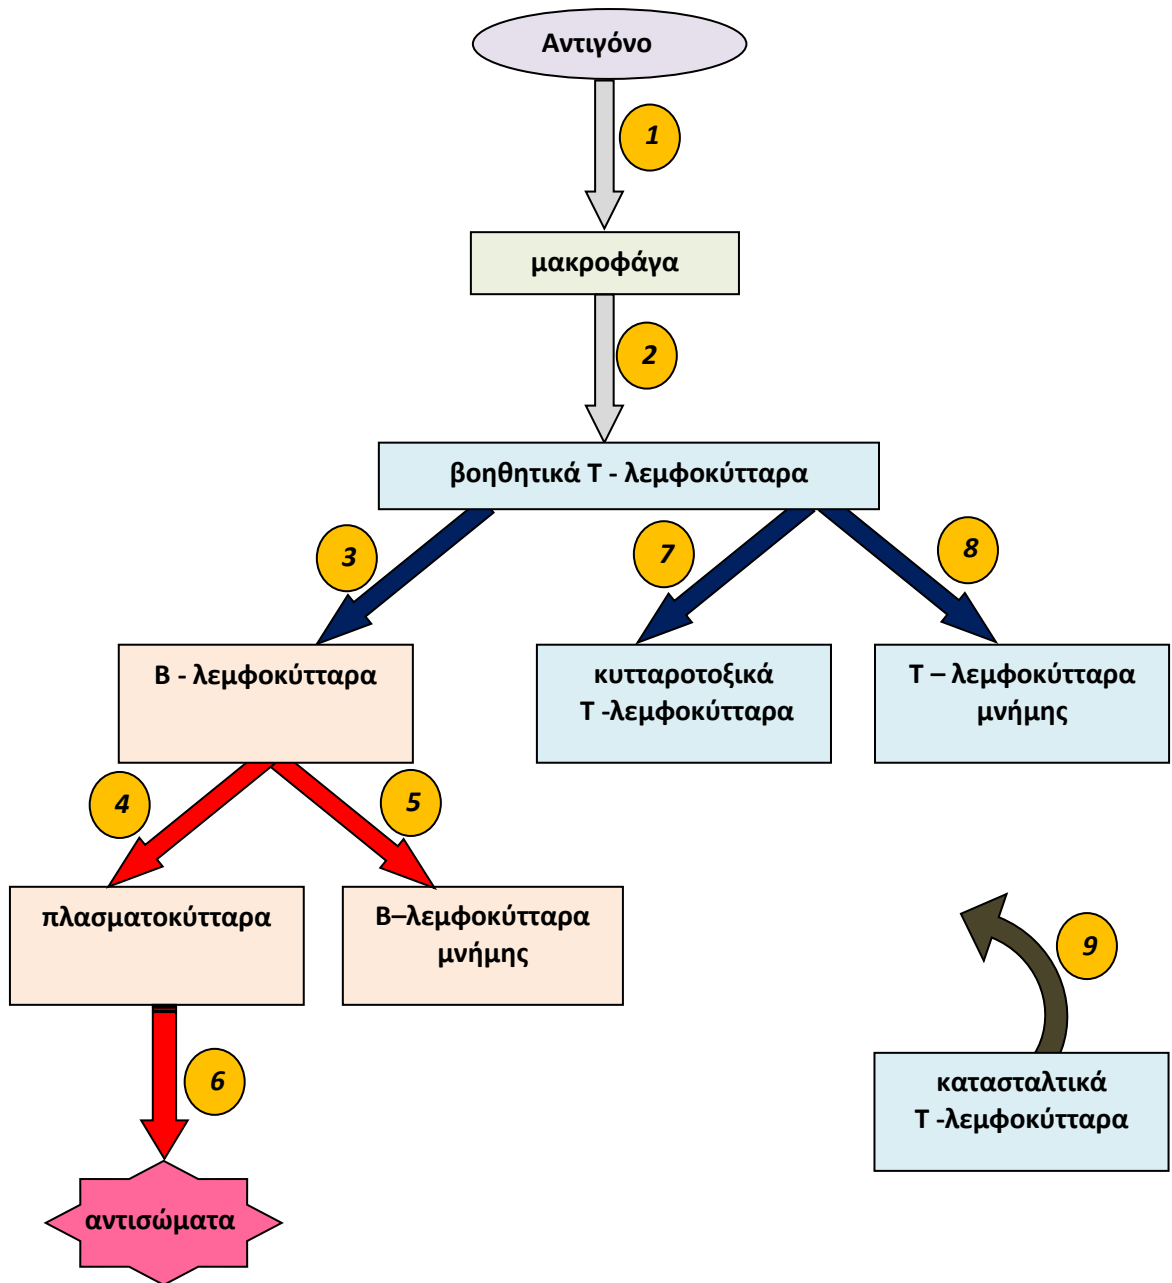 Αντιγόνο
1
μακροφάγα
2
βοηθητικά Τ - λεμφοκύτταρα
3
7
8
Β - λεμφοκύτταρα
κυτταροτοξικά
Τ -λεμφοκύτταρα
Τ – λεμφοκύτταρα
μνήμης
4
5
πλασματοκύτταρα
Β–λεμφοκύτταρα
μνήμης
9
6
κατασταλτικά
Τ -λεμφοκύτταρα
αντισώματα